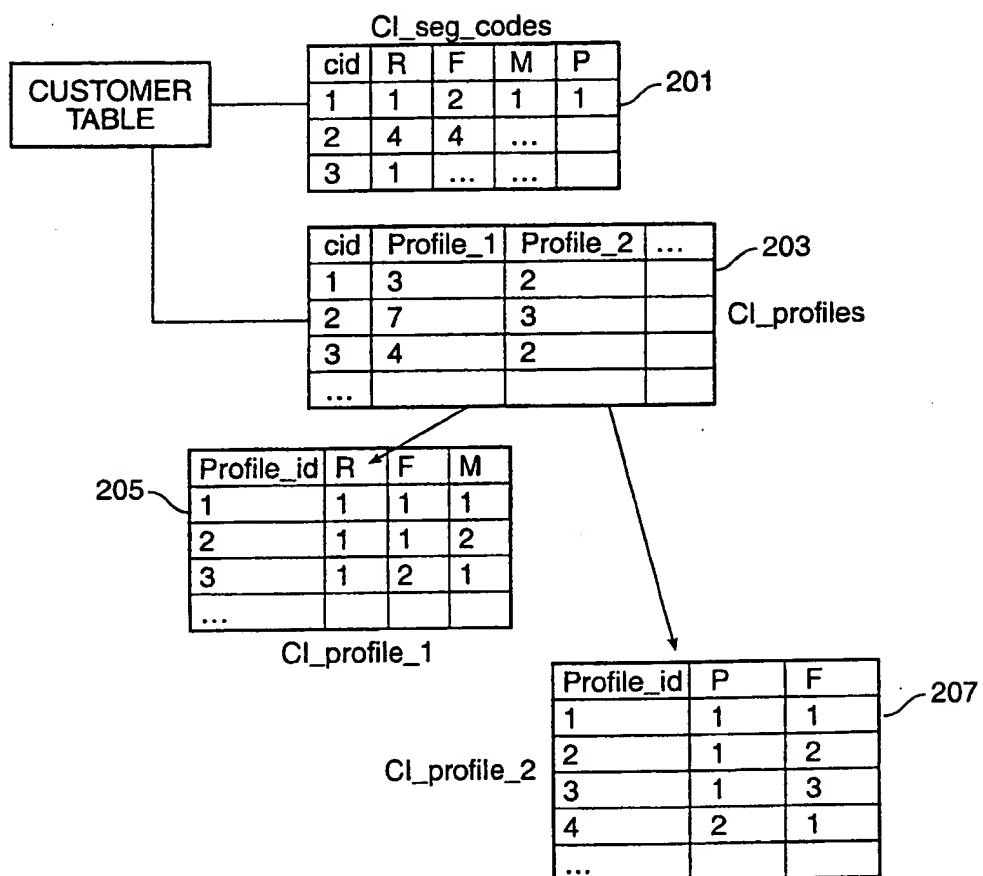 CI_seg_codes
CUSTOMER
TABLE
cid R F M P
1 1 2 1 1
2 4 4 ...
3 1 ... ...
201
cid Profile_1 Profile_2 ...
1 3 2
2 7 3
3 4 2
...
203
CI_profiles
205
Profile_id R F M
1 1 1 1
2 1 1 2
3 1 2 1
...
CI_profile_1
Profile_id P F
1 1 1
2 1 2
3 1 3
4 2 1
...
207
CI_profile_2